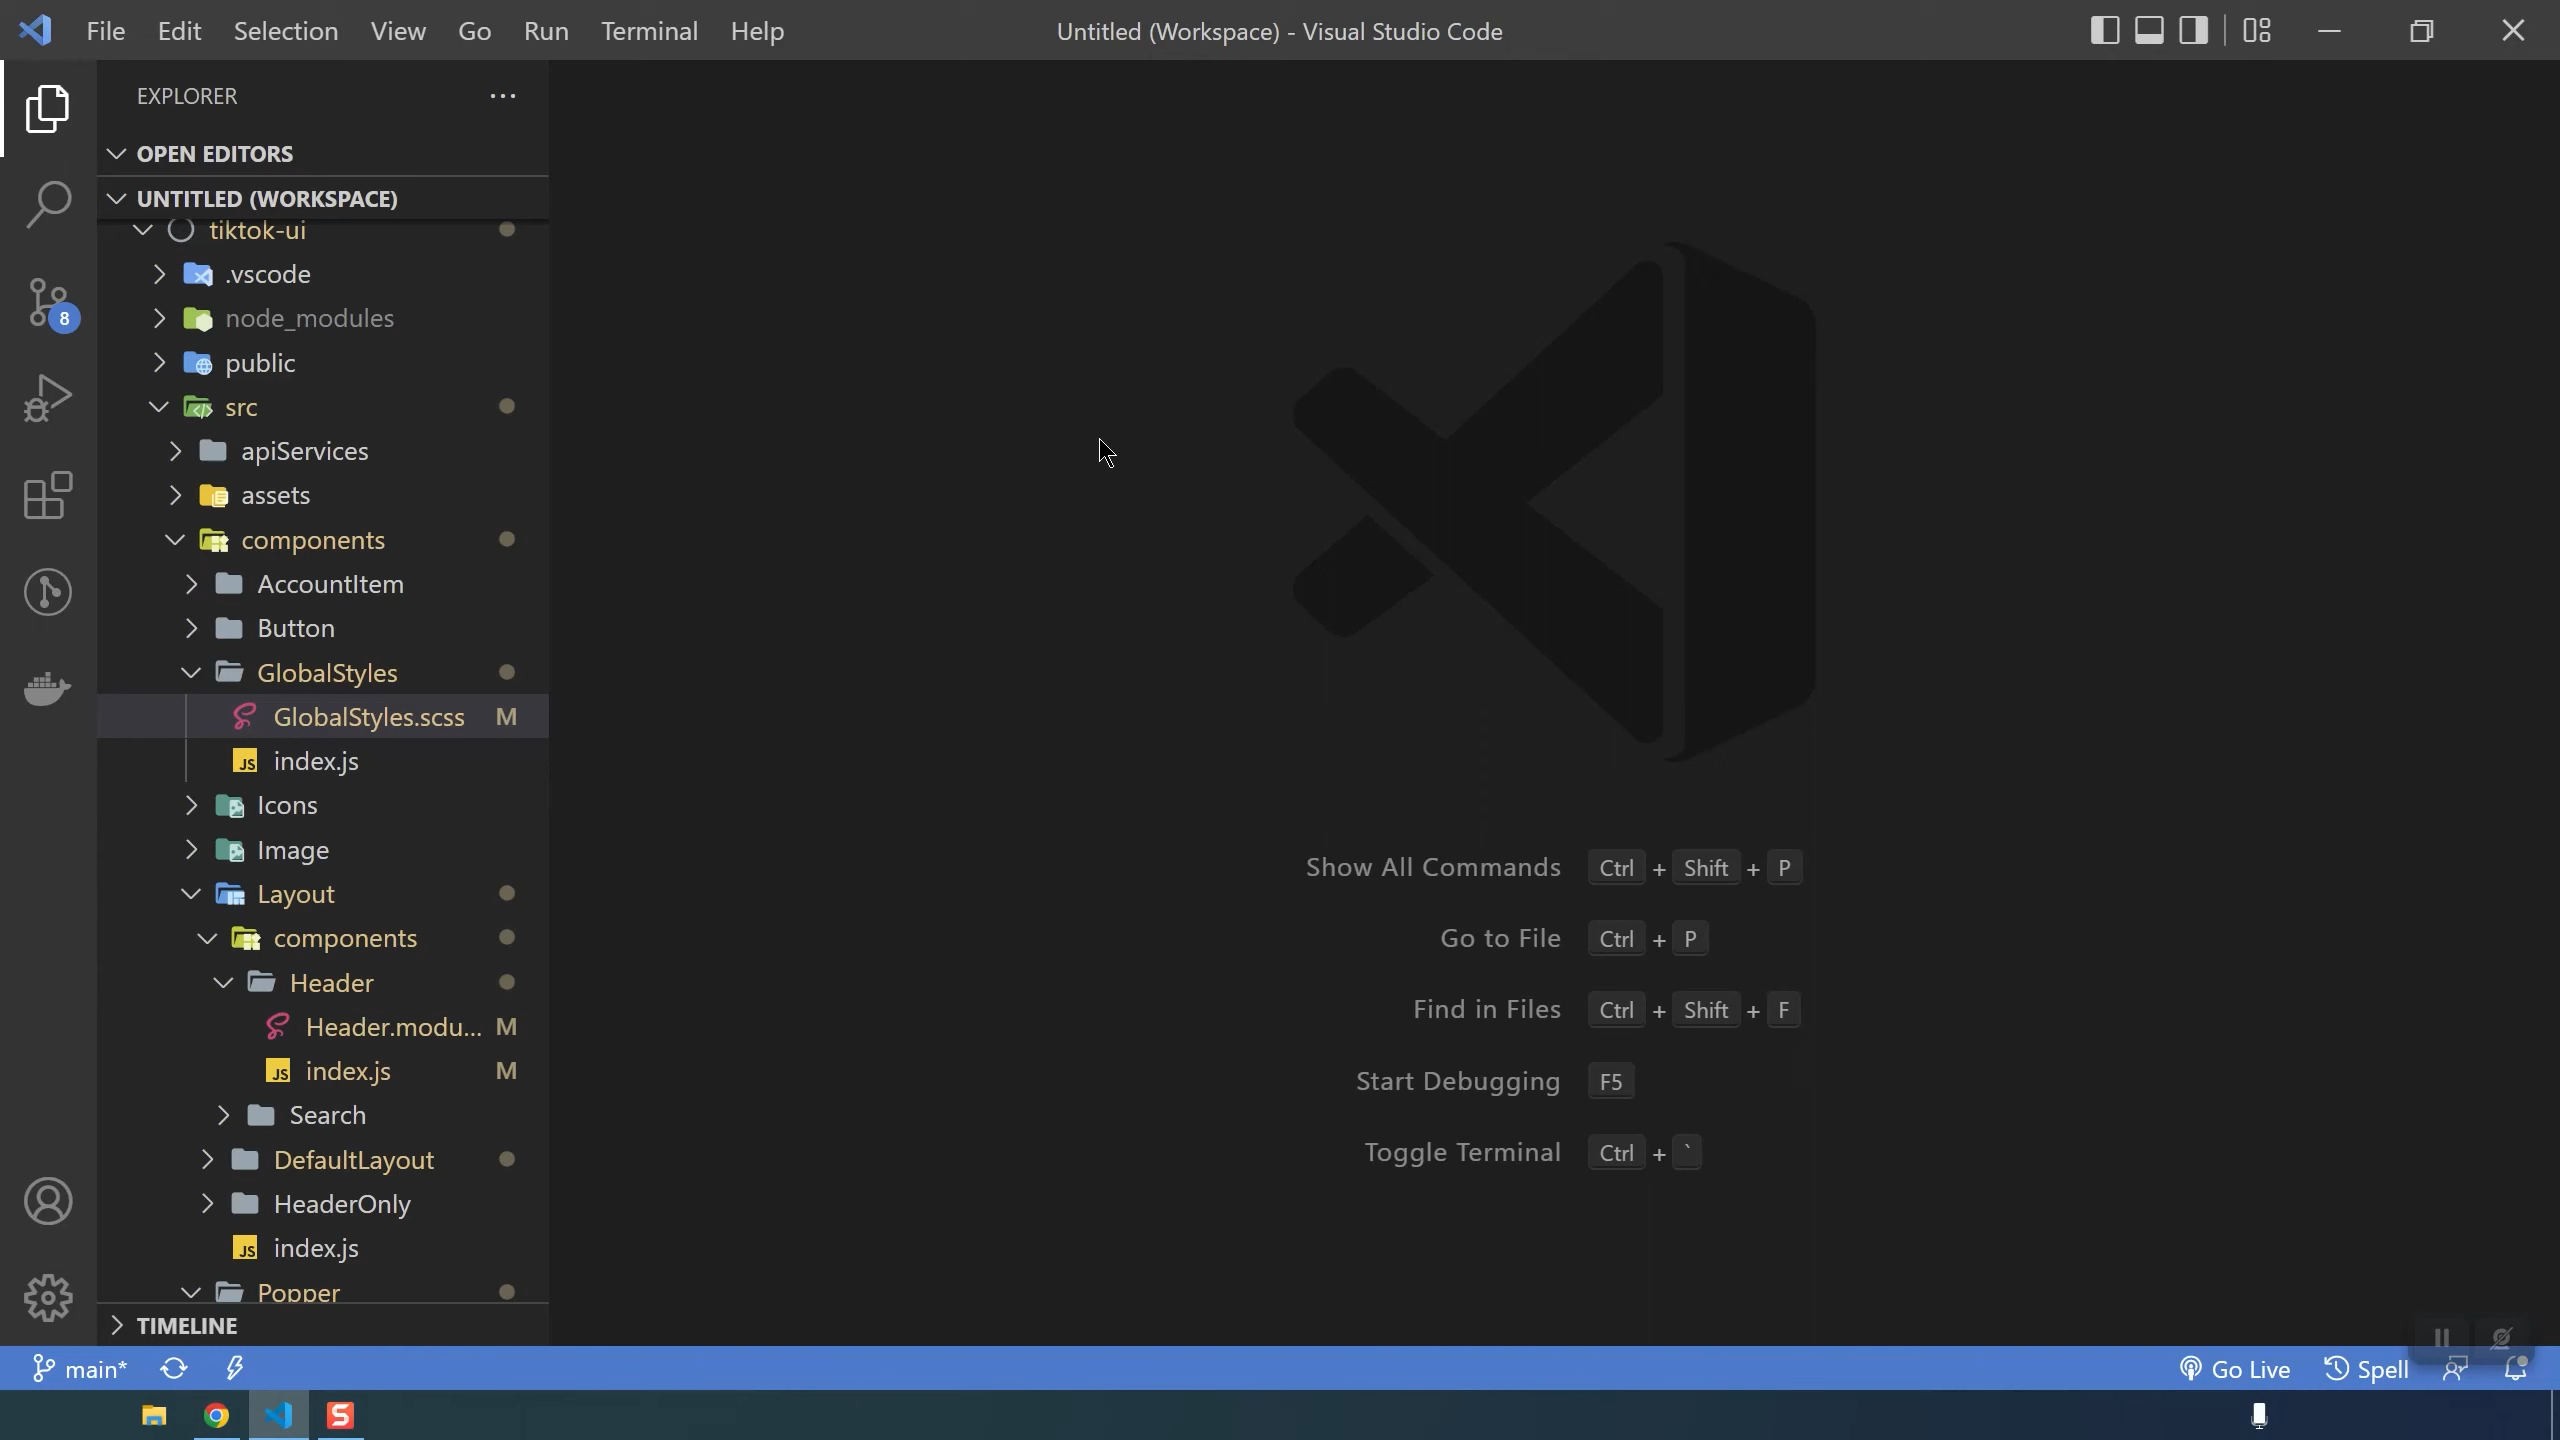 File Edit Selection View Go Run Terminal Help
Untitled (Workspace) - Visual Studio Code
EXPLORER
OPEN EDITORS
UNTITLED (WORKSPACE)
tiktok-ui
.vscode
node_modules
public
src
apiServices
assets
components
AccountItem
Button
GlobalStyles
GlobalStyles.scss M
JS index.js
Icons
Image
Layout
components
Header
Header.modu... M
JS index.js M
Search
DefaultLayout
HeaderOnly
JS index.js
Popper
TIMELINE
8
Show All Commands Ctrl + Shift + P
Go to File Ctrl + P
Find in Files Ctrl + Shift + F
Start Debugging F5
Toggle Terminal Ctrl + `
main*
Go Live
Spell
S